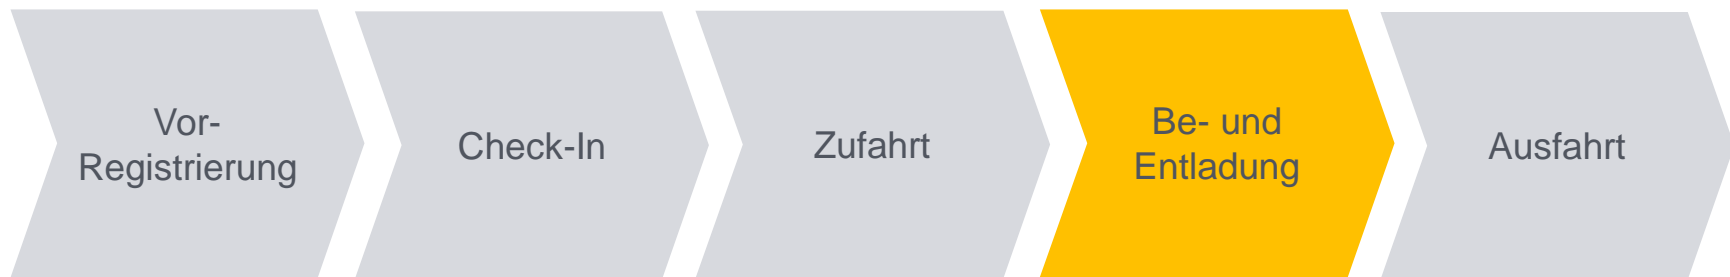 Vor-
Registrierung
Check-In
Zufahrt
Be- und
Entladung
Ausfahrt